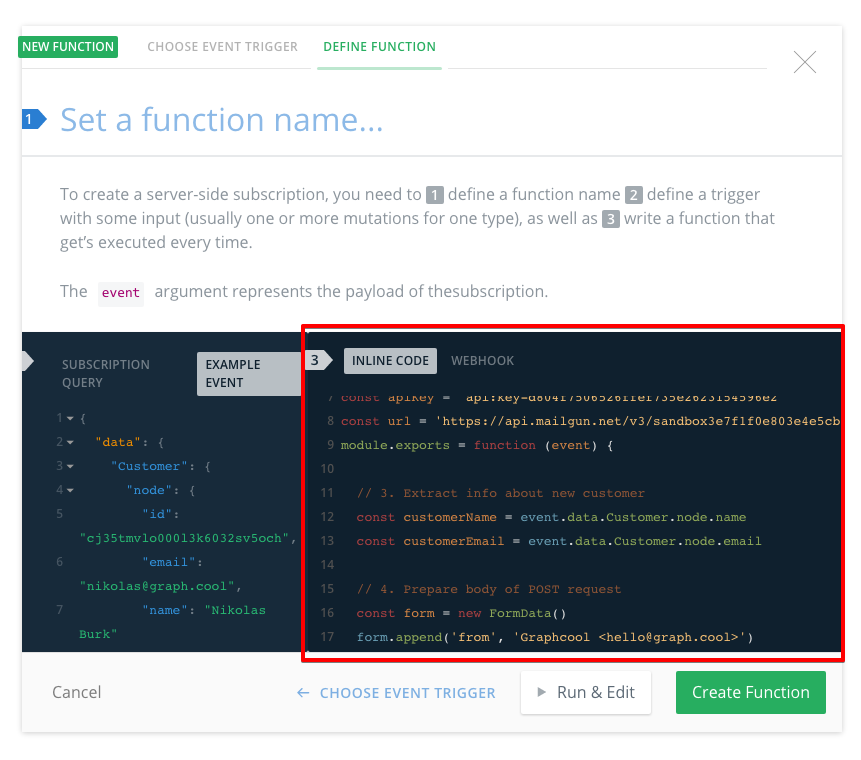 NEW FUNCTION CHOOSE EVENT TRIGGER DEFINE FUNCTION
1 Set a function name...
To create a server-side subscription, you need to 1 define a function name 2 define a trigger
with some input (usually one or more mutations for one type), as well as 3 write a function that
get's executed every time.
The event argument represents the payload of thesubscription.
SUBSCRIPTION
QUERY
EXAMPLE
EVENT
1 {
2 "data": {
3 "Customer": {
4 "node": {
5 "id":
"cj35tmvlo000l3k6032sv5och",
6 "email":
"nikolas@graph.cool",
7 "name": "Nikolas
Burk"
3 INLINE CODE WEBHOOK
7 const apiKey =
8 const url = 'https://api.mailgun.net/v3/sandbox3e7f1f0e803e4e5cb
9 module.exports = function (event) {
10
11 // 3. Extract info about new customer
12 const customerName = event.data.Customer.node.name
13 const customerEmail = event.data.Customer.node.email
14
15 // 4. Prepare body of POST request
16 const form = new FormData()
17 form.append('from', 'Graphcool <hello@graph.cool>')
Cancel ← CHOOSE EVENT TRIGGER Run & Edit Create Function